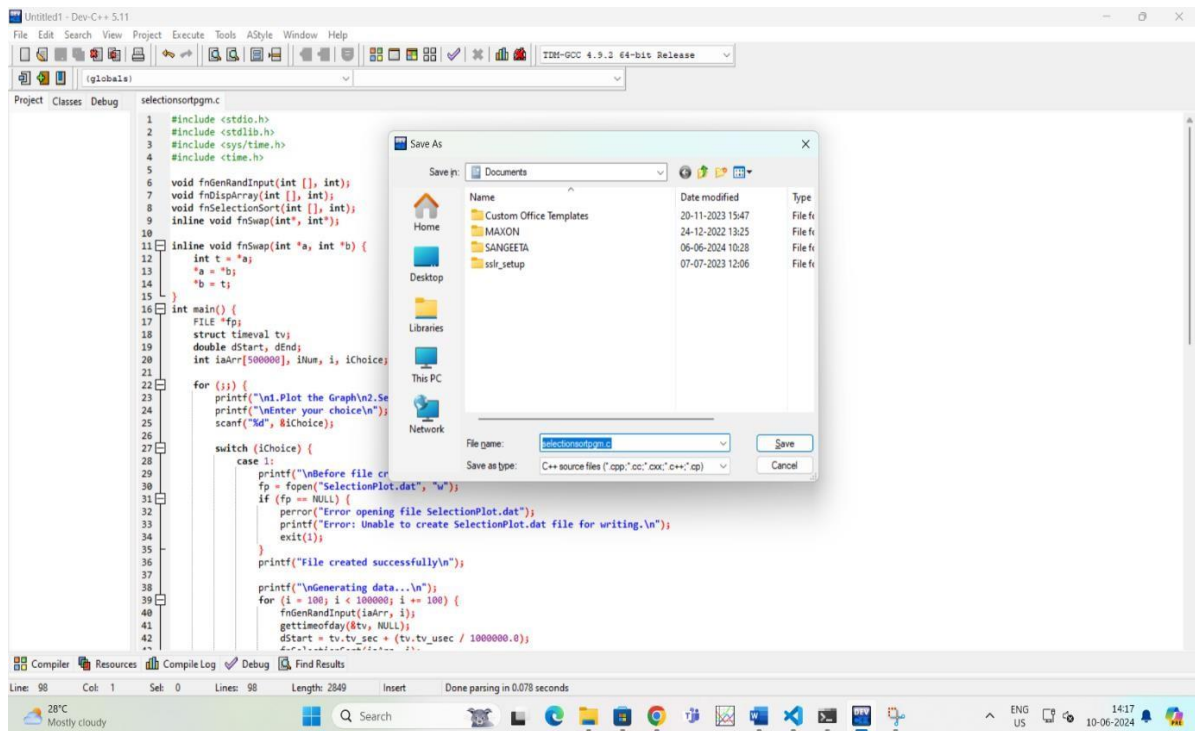 Untitled1 - Dev-C++ 5.11
File Edit Search View Project Execute Tools AStyle Window Help
TDM-GCC 4.9.2 64-bit Release
(globals)
Project Classes Debug selectionsortpgm.c
1 #include <stdio.h>
2 #include <stdlib.h>
3 #include <sys/time.h>
4 #include <time.h>
5
6 void fnGenRandInput(int [], int);
7 void fnDispArray(int [], int);
8 void fnSelectionSort(int [], int);
9 inline void fnSwap(int*, int*);
10
11 inline void fnSwap(int *a, int *b) {
12 int t = *a;
13 *a = *b;
14 *b = t;
15 }
16 int main() {
17 FILE *fp;
18 struct timeval tv;
19 double dStart, dEnd;
20 int iaArr[500000], iNum, i, iChoice;
21
22 for (;;) {
23 printf("\n1.Plot the Graph\n2.Se
24 printf("\nEnter your choice\n");
25 scanf("%d", &iChoice);
26
27 switch (iChoice) {
28 case 1:
29 printf("\nBefore file cr
30 fp = fopen("SelectionPlot.dat", "w");
31 if (fp == NULL) {
32 perror("Error opening file SelectionPlot.dat");
33 printf("Error: Unable to create SelectionPlot.dat file for writing.\n");
34 exit(1);
35 }
36 printf("File created successfully\n");
37
38 printf("\nGenerating data...\n");
39 for (i = 100; i < 100000; i += 100) {
40 fnGenRandInput(iaArr, i);
41 gettimeofday(&tv, NULL);
42 dStart = tv.tv_sec + (tv.tv_usec / 1000000.0);
Save As
Save in: Documents
Name Date modified Type
Custom Office Templates 20-11-2023 15:47 File f
MAXON 24-12-2022 13:25 File f
SANGEETA 06-06-2024 10:28 File f
sslr_setup 07-07-2023 12:06 File f
Home
Desktop
Libraries
This PC
Network
File name: selectionsortpgm.c Save
Save as type: C++ source files (*.cpp;*.cc;*.cxx;*.c++;*.cp) Cancel
Compiler Resources Compile Log Debug Find Results
Line: 98 Col: 1 Sel: 0 Lines: 98 Length: 2849 Insert Done parsing in 0.078 seconds
28°C
Mostly cloudy
Search
ENG
US
14:17
10-06-2024